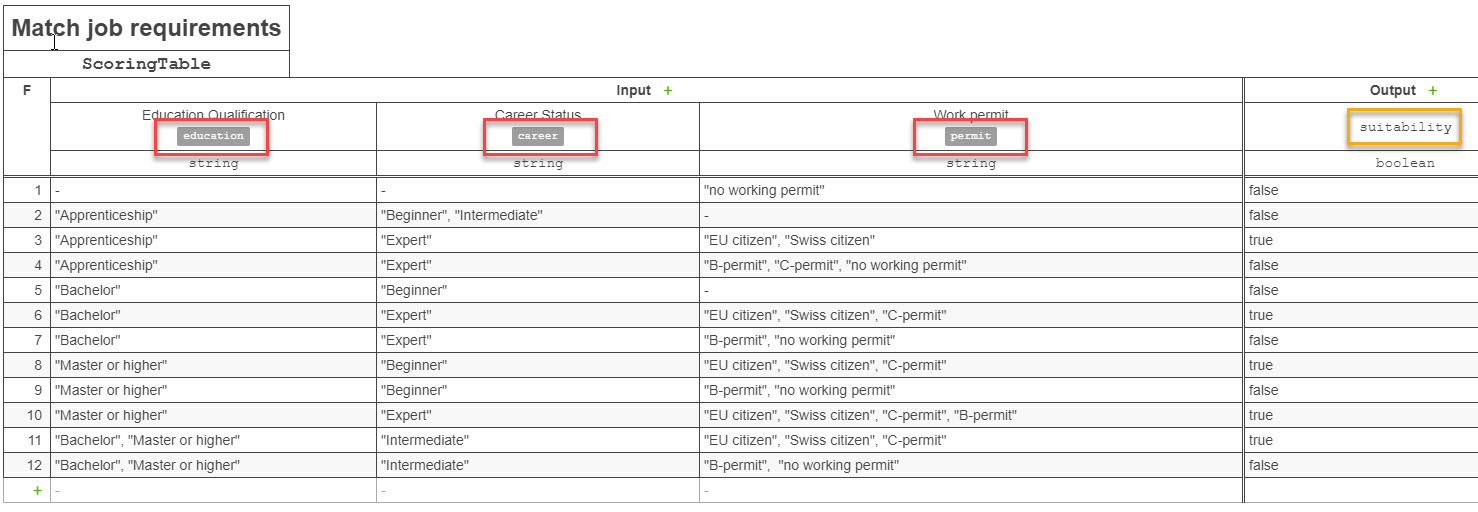 Match job requirements
ScoringTable
F Input + Output +
Education Qualification Career Status Work permit
education career permit suitability
string string string boolean
1 - - "no working permit" false
2 "Apprenticeship" "Beginner", "Intermediate" - false
3 "Apprenticeship" "Expert" "EU citizen", "Swiss citizen" true
4 "Apprenticeship" "Expert" "B-permit", "C-permit", "no working permit" false
5 "Bachelor" "Beginner" - false
6 "Bachelor" "Expert" "EU citizen", "Swiss citizen", "C-permit" true
7 "Bachelor" "Expert" "B-permit", "no working permit" false
8 "Master or higher" "Beginner" "EU citizen", "Swiss citizen", "C-permit" true
9 "Master or higher" "Beginner" "B-permit", "no working permit" false
10 "Master or higher" "Expert" "EU citizen", "Swiss citizen", "C-permit", "B-permit" true
11 "Bachelor", "Master or higher" "Intermediate" "EU citizen", "Swiss citizen", "C-permit" true
12 "Bachelor", "Master or higher" "Intermediate" "B-permit",  "no working permit" false
+ - - -